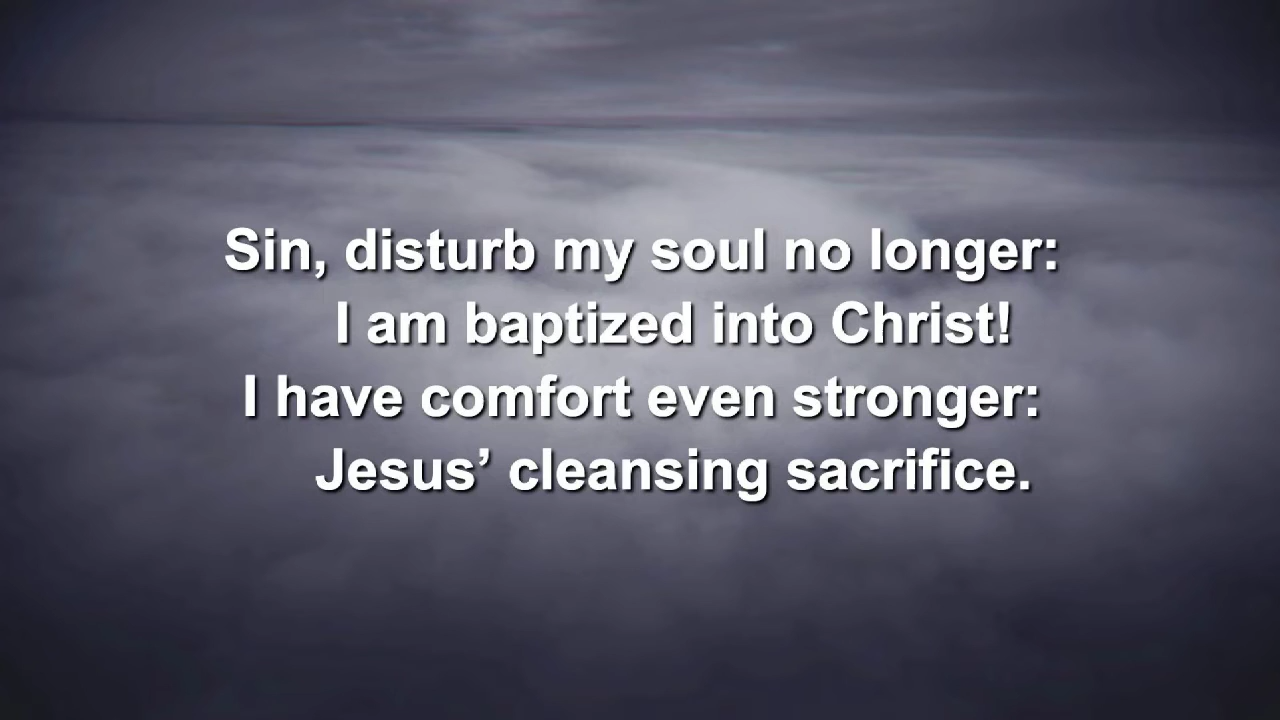 Sin, disturb my soul no longer:
I am baptized into Christ!
I have comfort even stronger:
Jesus’ cleansing sacrifice.